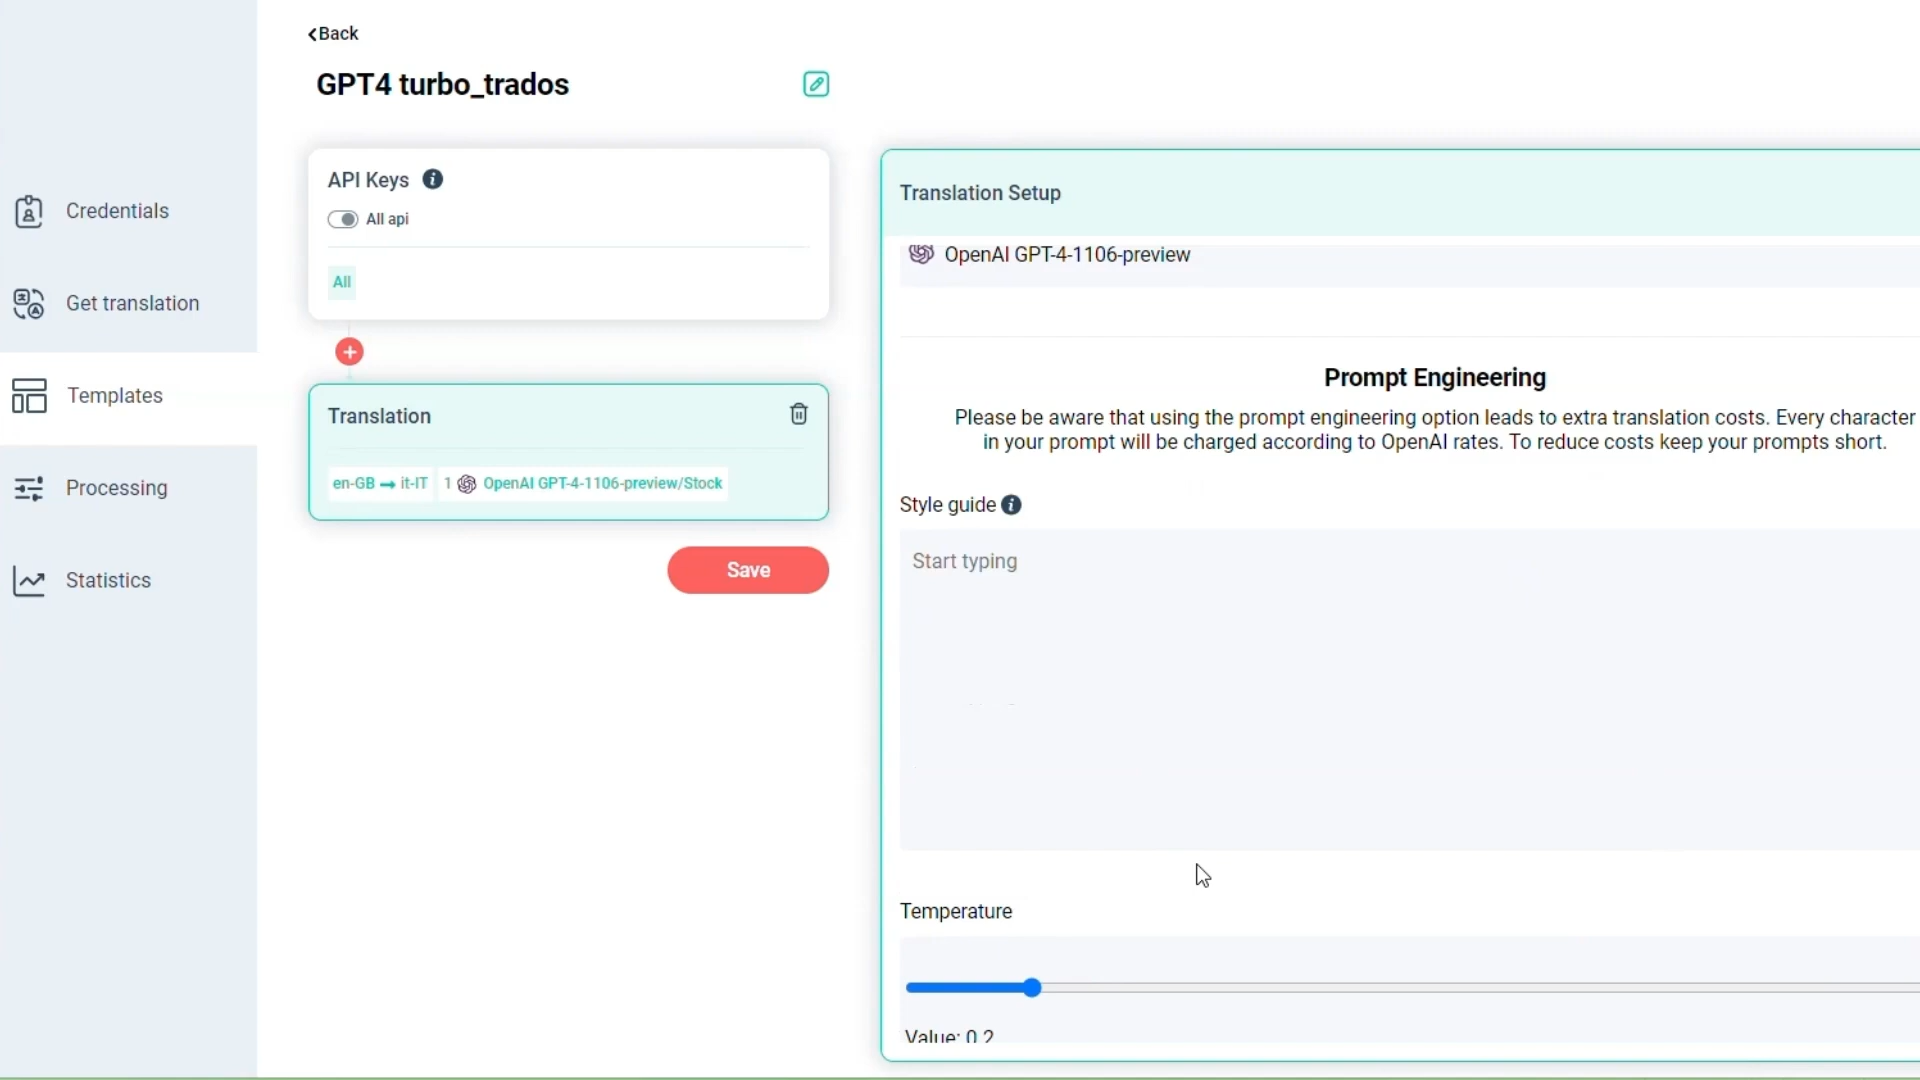 Back
GPT4 turbo_trados
API Keys
All api
All
Translation
en-GB → it-IT 1 OpenAI GPT-4-1106-preview/Stock
Save
Credentials
Get translation
Templates
Processing
Statistics
Translation Setup
OpenAI GPT-4-1106-preview
Prompt Engineering
Please be aware that using the prompt engineering option leads to extra translation costs. Every character
in your prompt will be charged according to OpenAI rates. To reduce costs keep your prompts short.
Style guide
Start typing
Temperature
Value: 0.2